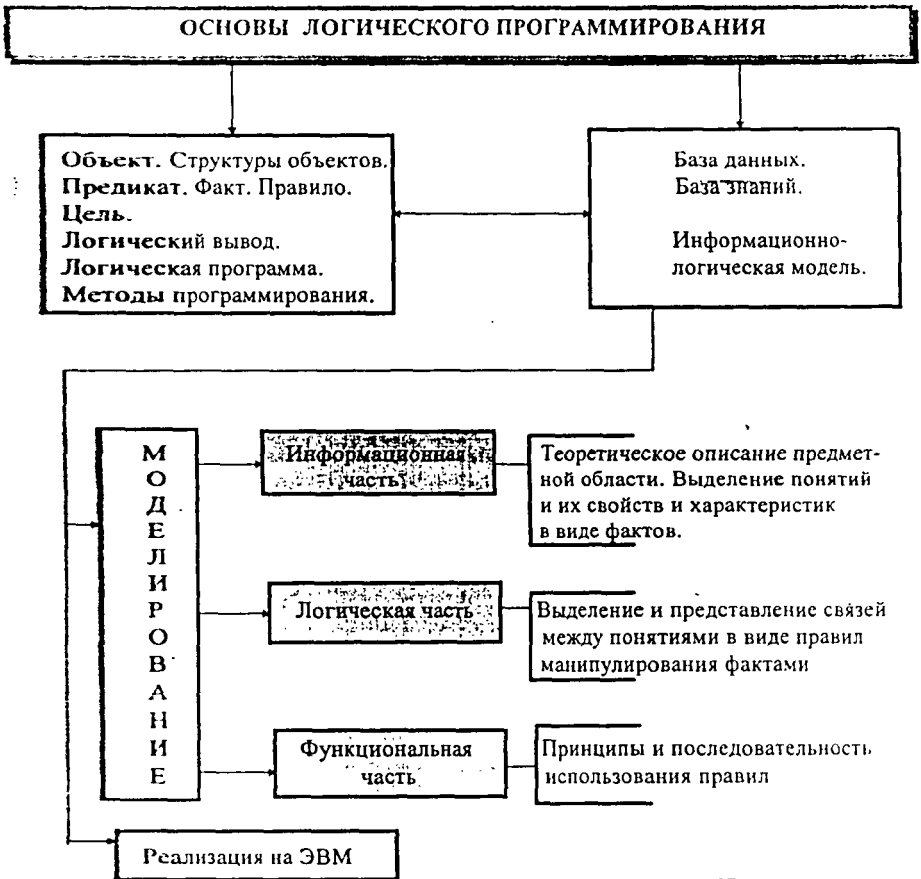 ОСНОВЫ ЛОГИЧЕСКОГО ПРОГРАММИРОВАНИЯ
Объект. Структуры объектов.
Предикат. Факт. Правило.
Цель.
Логический вывод.
Логическая программа.
Методы программирования.
База данных.
База знаний.
Информационно-
логическая модель.
МОДЕЛИРОВАНИЕ
Информационная
часть
Теоретическое описание предмет-
ной области. Выделение понятий
и их свойств и характеристик
в виде фактов.
Логическая часть
Выделение и представление связей
между понятиями в виде правил
манипулирования фактами
Функциональная
часть
Принципы и последовательность
использования правил
Реализация на ЭВМ